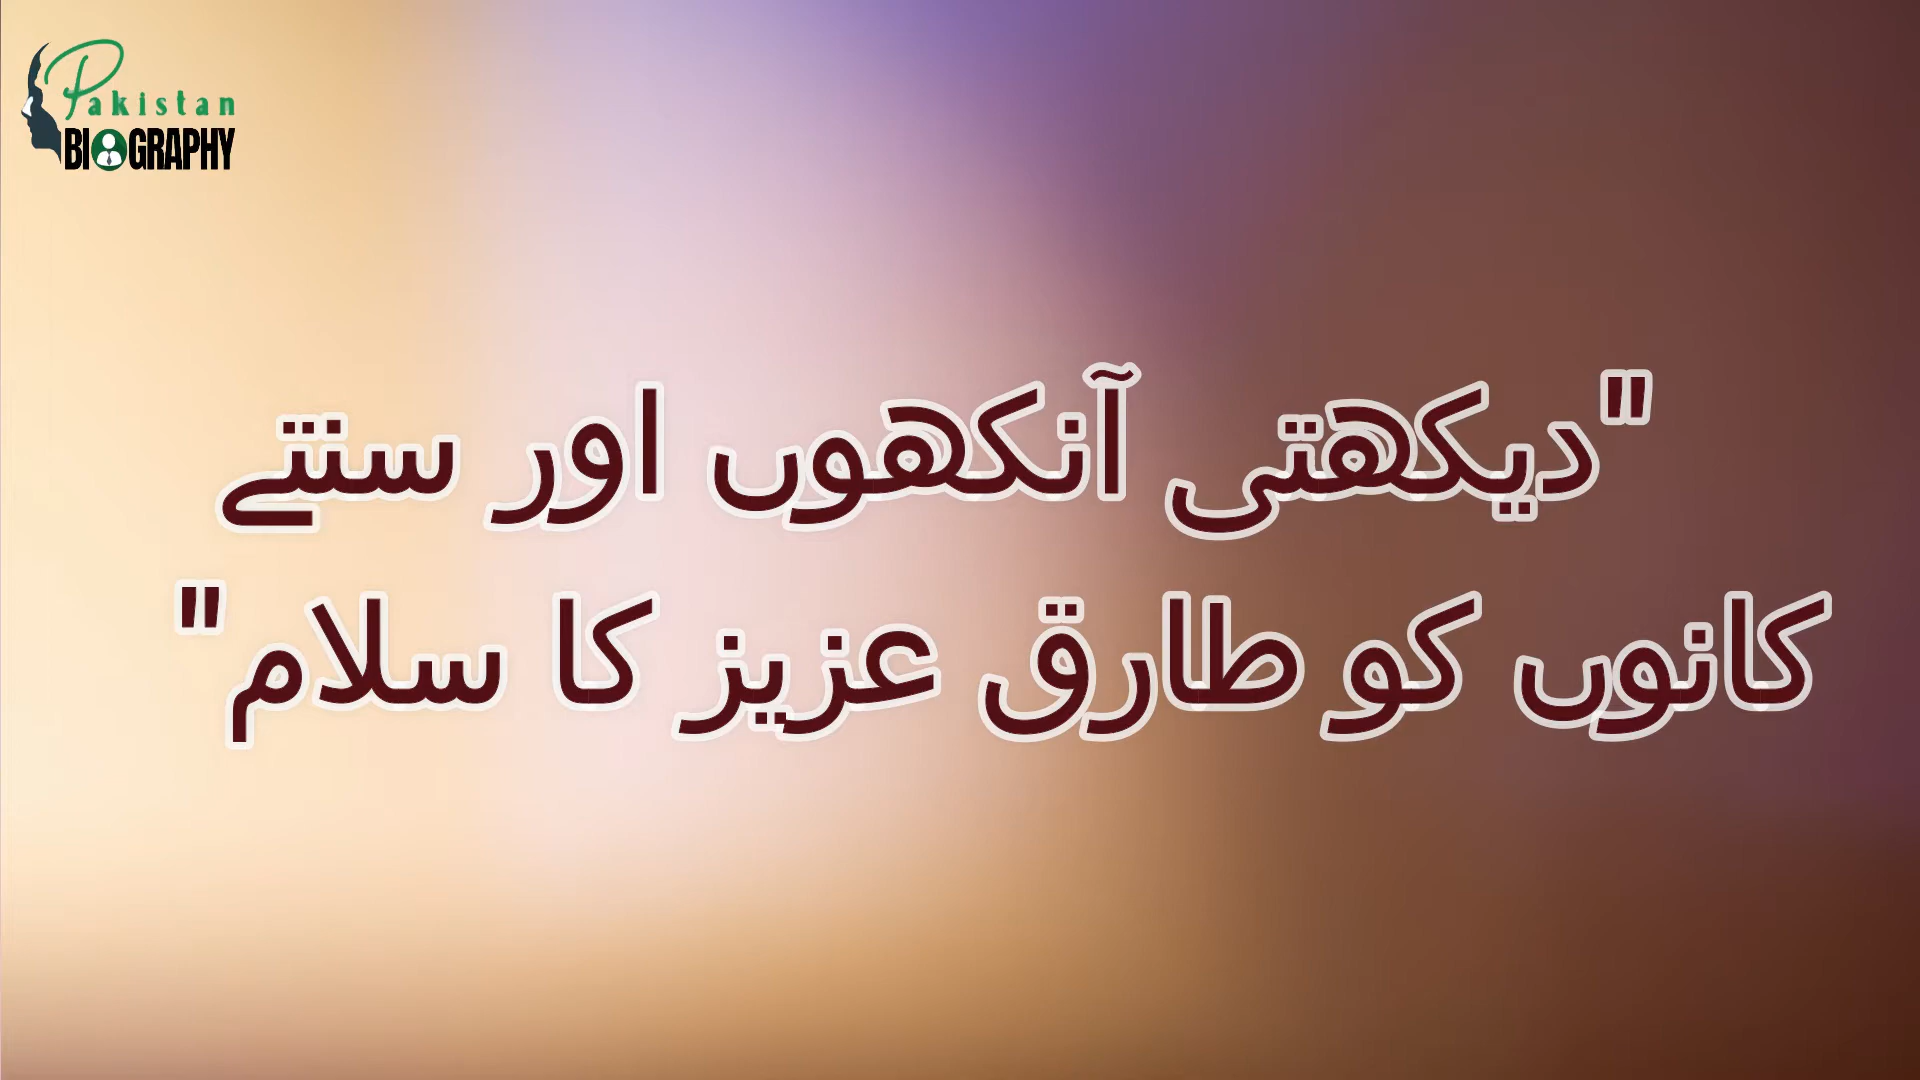 Pakistan
BIOGRAPHY
"دیکھتی آنکھوں اور سنتے
کانوں کو طارق عزیز کا سلام"